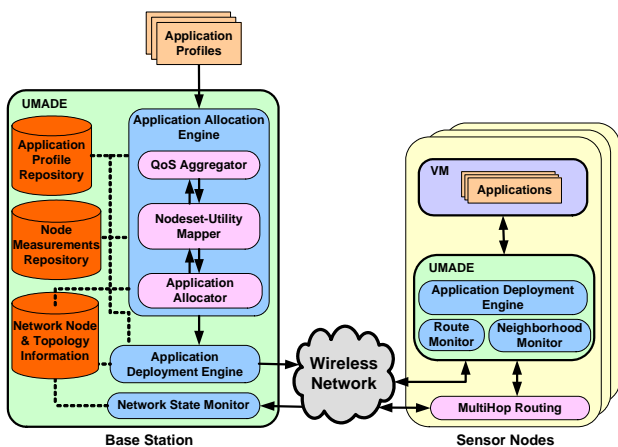 Application
Profiles
UMADE
Application Allocation
Engine
Application
Profile
Repository
QoS Aggregator
Nodeset-Utility
Mapper
Node
Measurements
Repository
Application
Allocator
Network Node
& Topology
Information
Application
Deployment Engine
Network State Monitor
Base Station
Wireless
Network
VM
Applications
UMADE
Application Deployment
Engine
Route
Monitor
Neighborhood
Monitor
MultiHop Routing
Sensor Nodes